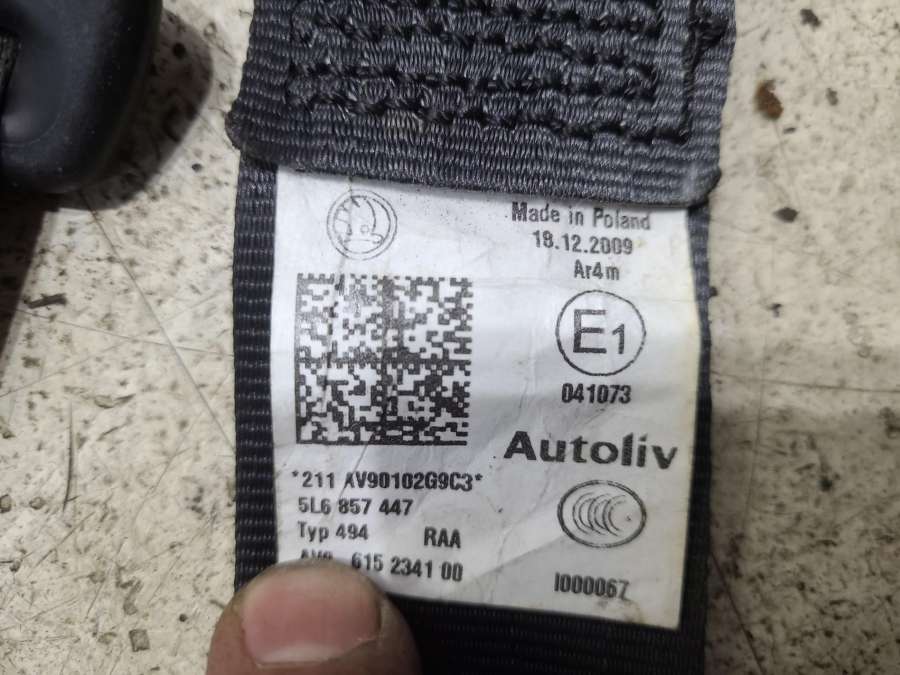 Made in Poland
18.12.2009
Ar4m
E1
041073
Autoliv
*211 AV90102G9C3*
5L6 857 447
Typ 494 RAA
615 2341 00
I000067